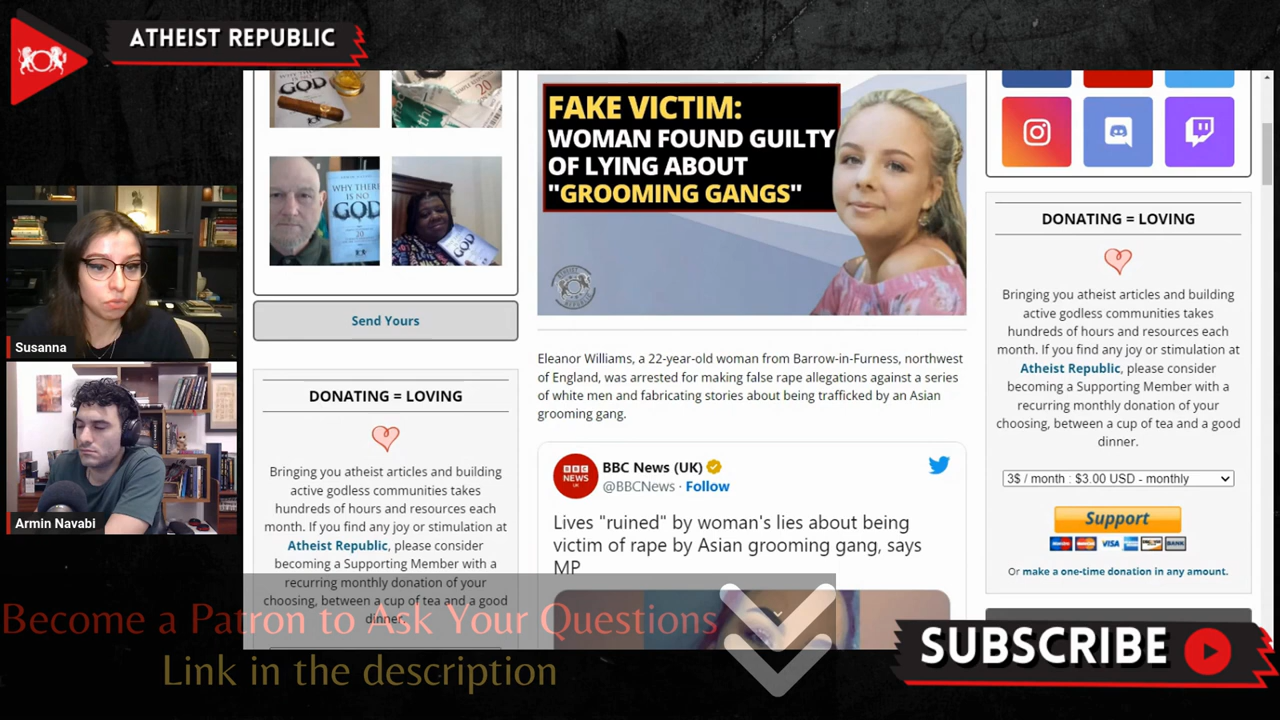 ATHEIST REPUBLIC
Susanna
Armin Navabi
GOD
20
WHY THERE
IS NO
GOD
20
GOD
Send Yours
DONATING = LOVING
Bringing you atheist articles and building
active godless communities takes
hundreds of hours and resources each
month. If you find any joy or stimulation at
Atheist Republic, please consider
becoming a Supporting Member with a
recurring monthly donation of your
choosing, between a cup of tea and a good
dinner.
FAKE VICTIM:
WOMAN FOUND GUILTY
OF LYING ABOUT
"GROOMING GANGS"
Eleanor Williams, a 22-year-old woman from Barrow-in-Furness, northwest
of England, was arrested for making false rape allegations against a series
of white men and fabricating stories about being trafficked by an Asian
grooming gang.
BBC
NEWS
UK
BBC News (UK)
@BBCNews · Follow
Lives "ruined" by woman's lies about being
victim of rape by Asian grooming gang, says
MP
DONATING = LOVING
Bringing you atheist articles and building
active godless communities takes
hundreds of hours and resources each
month. If you find any joy or stimulation at
Atheist Republic, please consider
becoming a Supporting Member with a
recurring monthly donation of your
choosing, between a cup of tea and a good
dinner.
3$ / month : $3.00 USD - monthly
Support
VISA
DISCOVER
BANK
Or make a one-time donation in any amount.
Become a Patron to Ask Your Questions
Link in the description
SUBSCRIBE